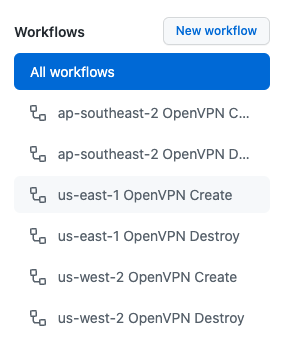 Workflows
New workflow
All workflows
ap-southeast-2 OpenVPN C...
ap-southeast-2 OpenVPN D...
us-east-1 OpenVPN Create
us-east-1 OpenVPN Destroy
us-west-2 OpenVPN Create
us-west-2 OpenVPN Destroy